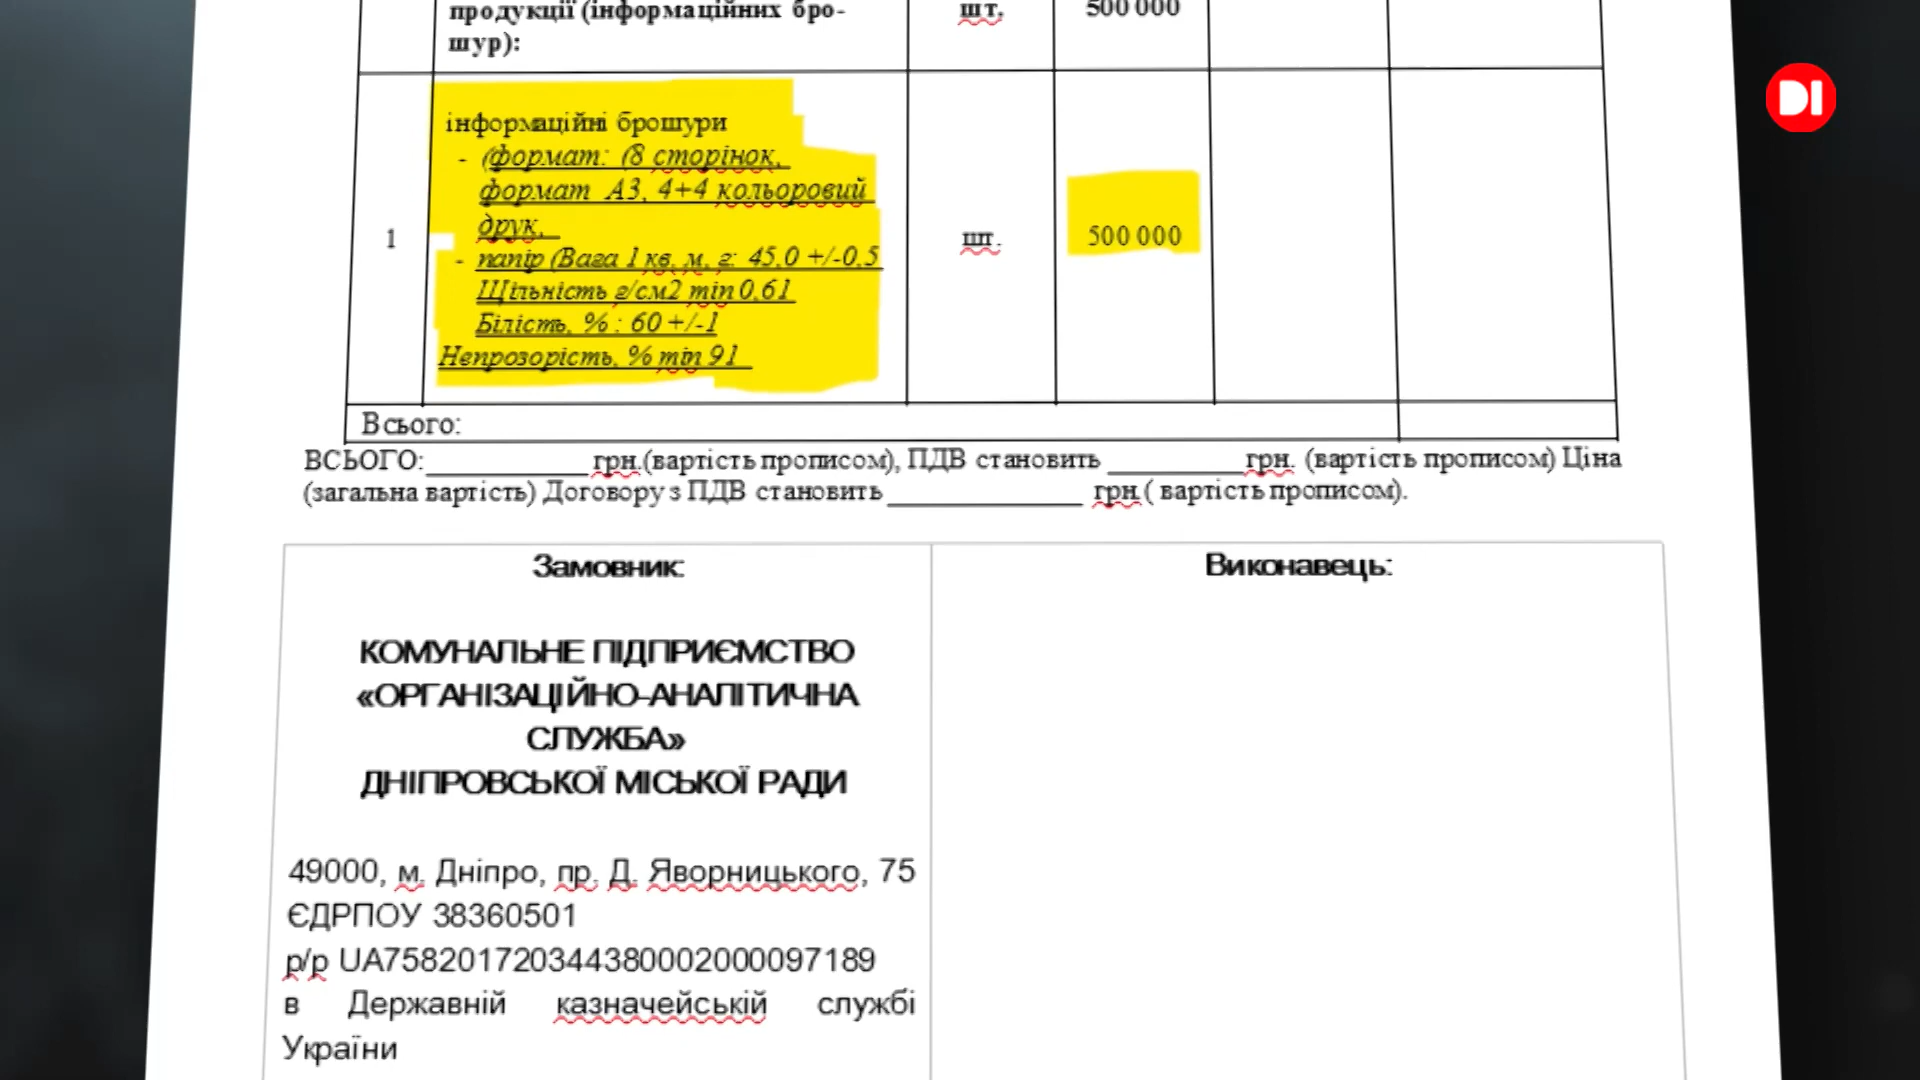 продукції (інформаційних бро-
шур):
шт.
500 000
1
інформаційні брошури
- (формат: (8 сторінок,
формат А3, 4+4 кольоровий
друк,
- папір (Вага 1 кв. м, г: 45,0 +/-0,5
Щільність г/см2 min 0,61
Білість, % : 60 +/-1
Непрозорість, % min 91
шт.
500 000
Всього:
ВСЬОГО:__________грн.(вартість прописом), ПДВ становить ________грн. (вартість прописом) Ціна
(загальна вартість) Договору з ПДВ становить ____________ грн.( вартість прописом).
Замовник:
КОМУНАЛЬНЕ ПІДПРИЄМСТВО
«ОРГАНІЗАЦІЙНО-АНАЛІТИЧНА
СЛУЖБА»
ДНІПРОВСЬКОЇ МІСЬКОЇ РАДИ
49000, м. Дніпро, пр. Д. Яворницького, 75
ЄДРПОУ 38360501
р/р UA758201720344380002000097189
в Державній казначейській службі
України
Виконавець:
DI